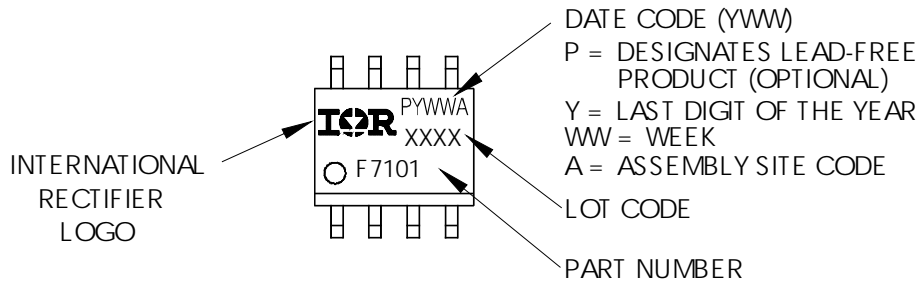 DATE CODE (YWW)
P = DESIGNATES LEAD-FREE
PRODUCT (OPTIONAL)
Y = LAST DIGIT OF THE YEAR
WW = WEEK
A = ASSEMBLY SITE CODE
LOT CODE
PART NUMBER
INTERNATIONAL
RECTIFIER
LOGO
IOR
PYWWA
XXXX
F7101